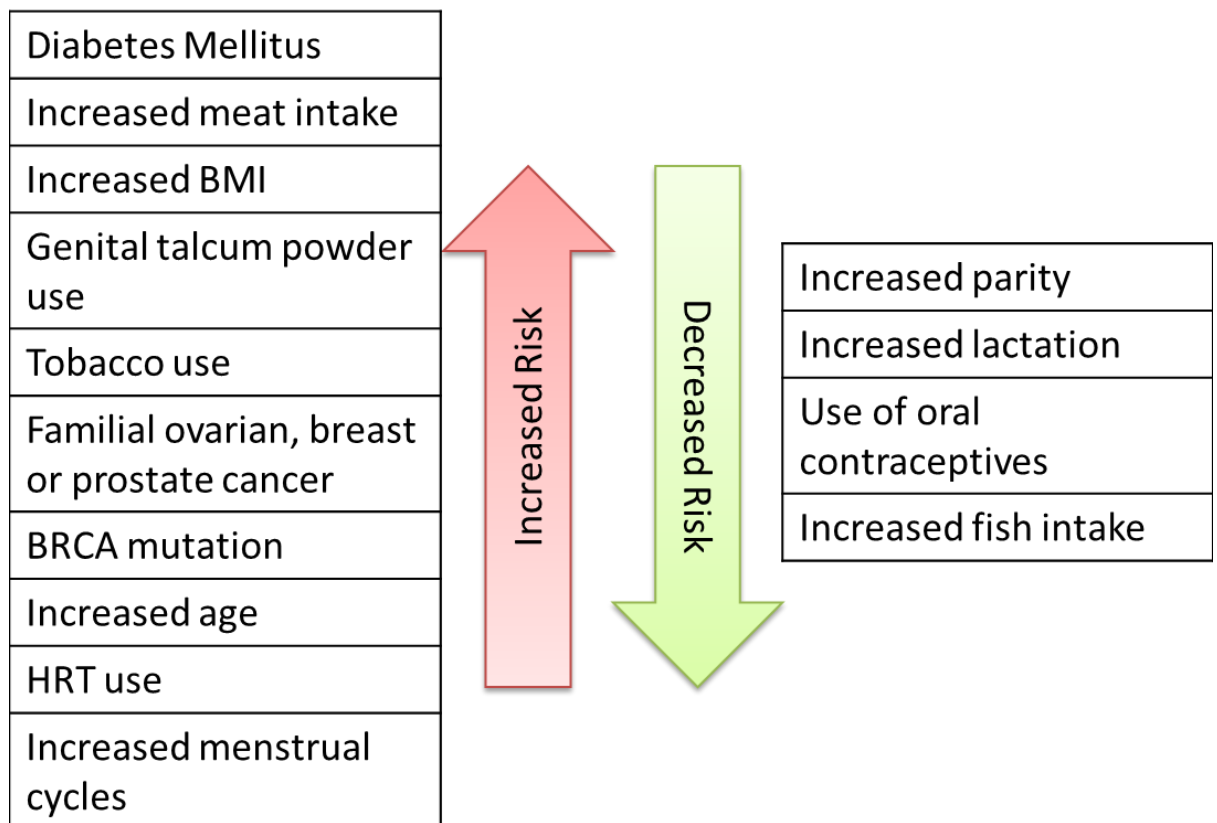 Diabetes Mellitus
Increased meat intake
Increased BMI
Genital talcum powder
use
Tobacco use
Familial ovarian, breast
or prostate cancer
BRCA mutation
Increased age
HRT use
Increased menstrual
cycles
Increased Risk
Decreased Risk
Increased parity
Increased lactation
Use of oral
contraceptives
Increased fish intake